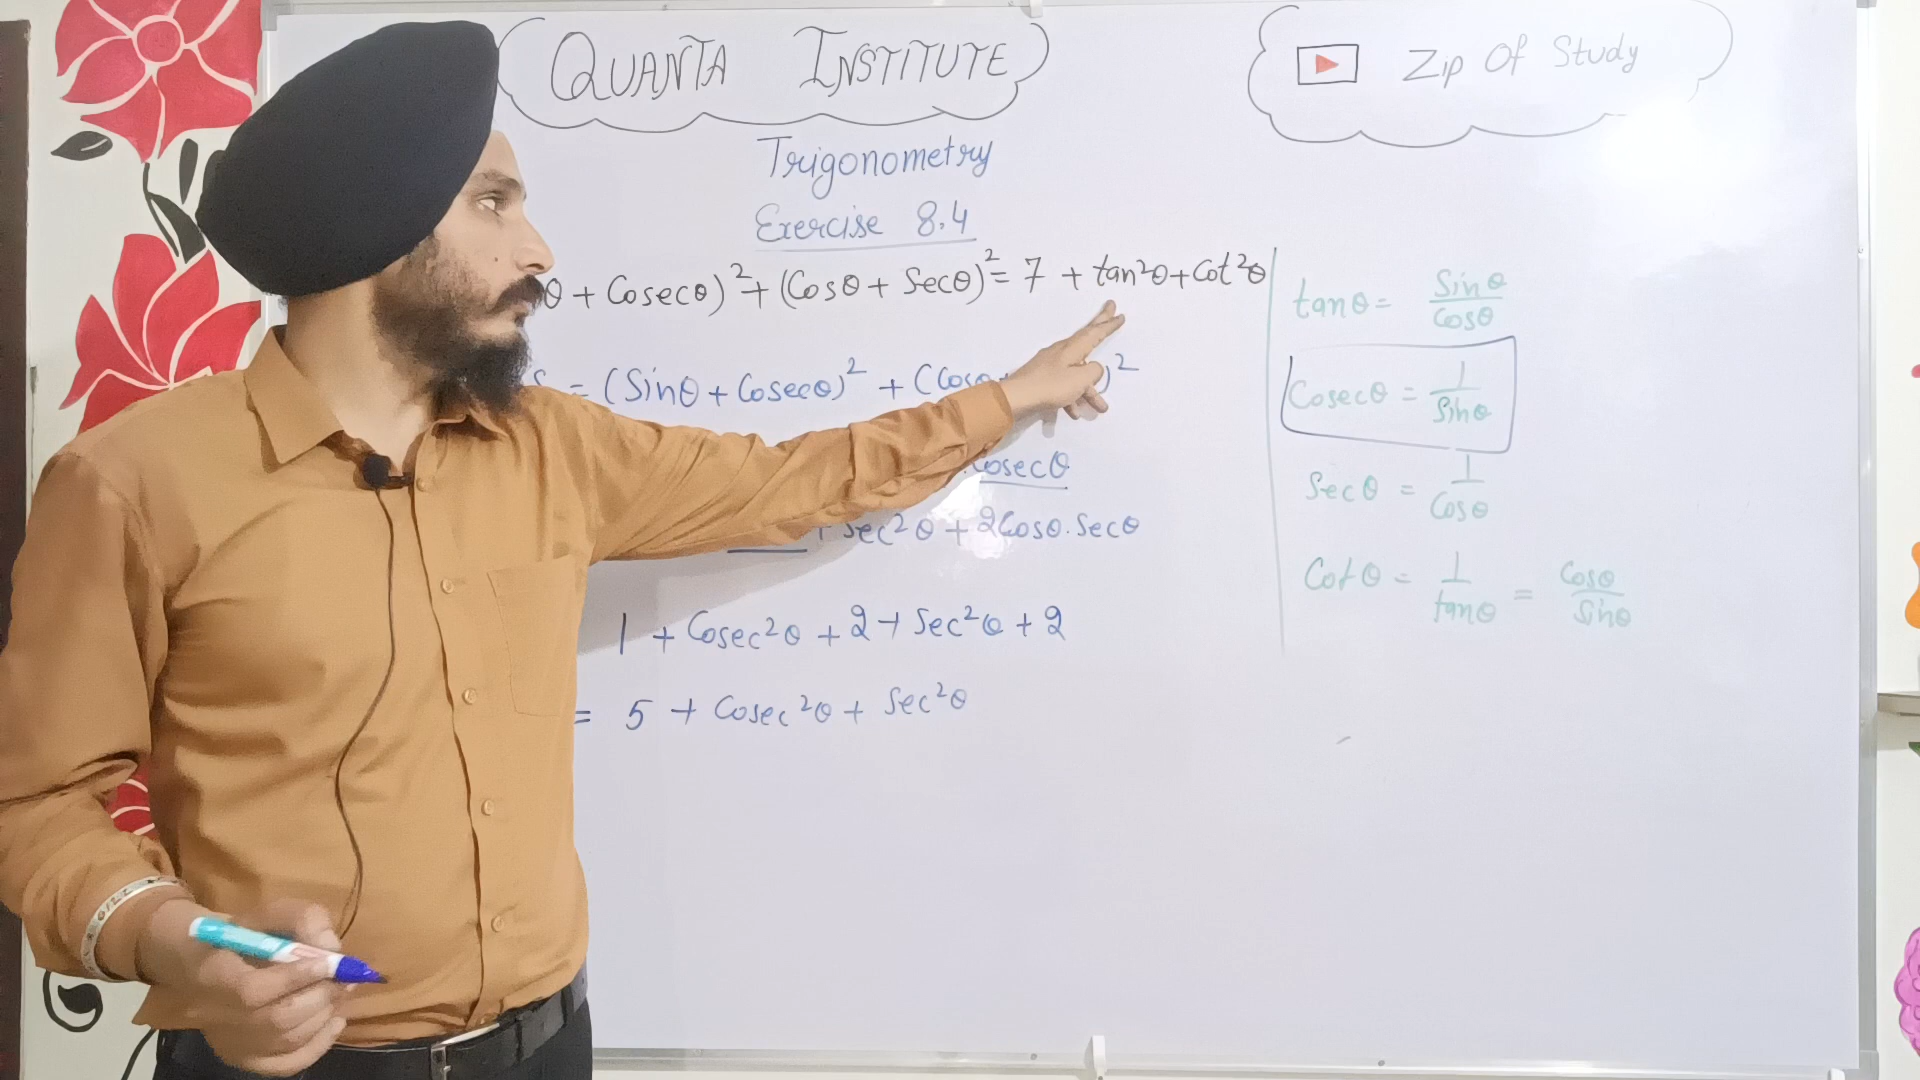 QUANTA INSTITUTE
Zip Of Study
Trigonometry
Exercise 8.4
θ + Cosecθ)² + (Cosθ + Secθ)² = 7 + tan²θ + Cot²θ
S = (Sinθ + Cosecθ)² + (Cosθ )²
Cosecθ
+ Sec²θ + 2Cosθ.Secθ
1 + Cosec²θ + 2 + Sec²θ + 2
= 5 + Cosec²θ + Sec²θ
tanθ = Sinθ/Cosθ
Cosecθ = 1/Sinθ
Secθ = 1/Cosθ
Cotθ = 1/tanθ = Cosθ/Sinθ